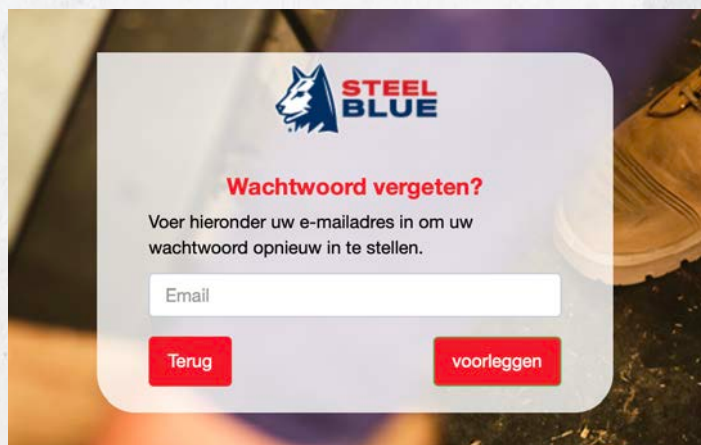 STEEL
BLUE
Wachtwoord vergeten?
Voer hieronder uw e-mailadres in om uw
wachtwoord opnieuw in te stellen.
Email
Terug
voorleggen